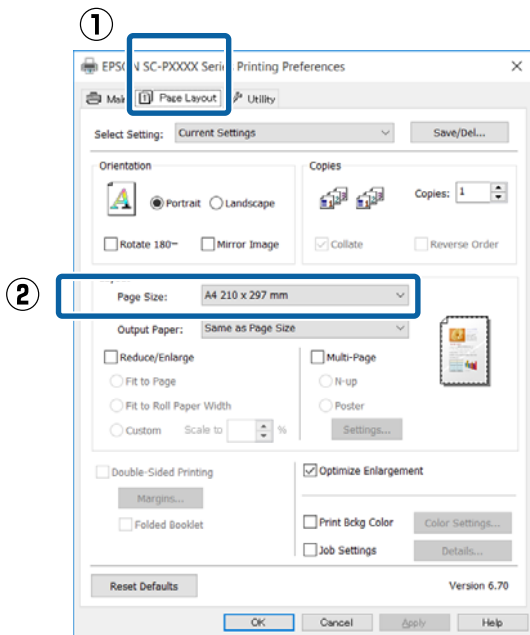 ①
EPSON SC-PXXXX Series Printing Preferences
Main Page Layout Utility
Select Setting: Current Settings Save/Del...
Orientation Copies
Portrait Landscape Copies: 1
Rotate 180° Mirror Image Collate Reverse Order
②
Page Size: A4 210 x 297 mm
Output Paper: Same as Page Size
Reduce/Enlarge Multi-Page
Fit to Page N-up
Fit to Roll Paper Width Poster
Custom Scale to % Settings...
Double-Sided Printing Optimize Enlargement
Margins...
Folded Booklet Print Bckg Color Color Settings...
Job Settings Details...
Reset Defaults Version 6.70
OK Cancel Apply Help